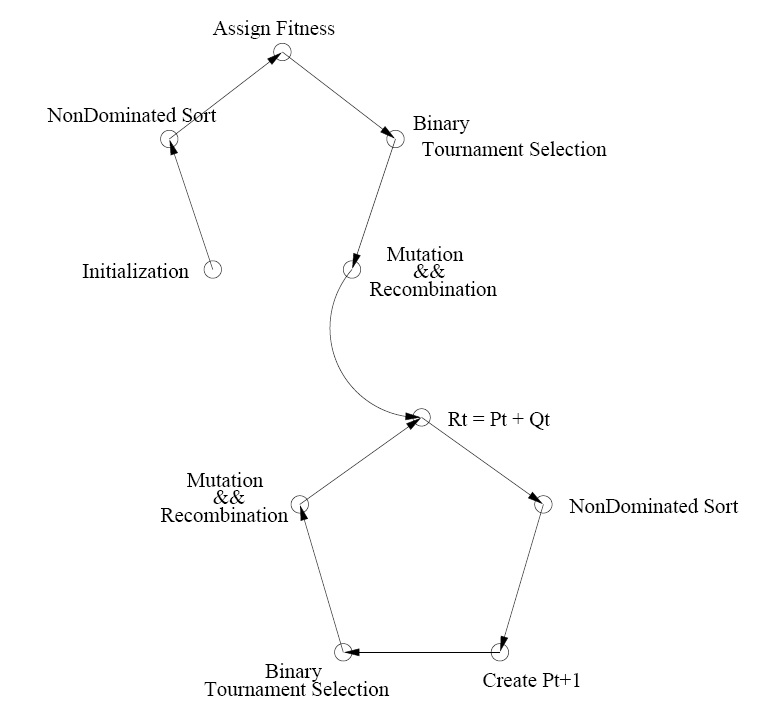 Assign Fitness
NonDominated Sort
Binary
Tournament Selection
Initialization
Mutation
&&
Recombination
Rt = Pt + Qt
Mutation
&&
Recombination
NonDominated Sort
Binary
Tournament Selection
Create Pt+1